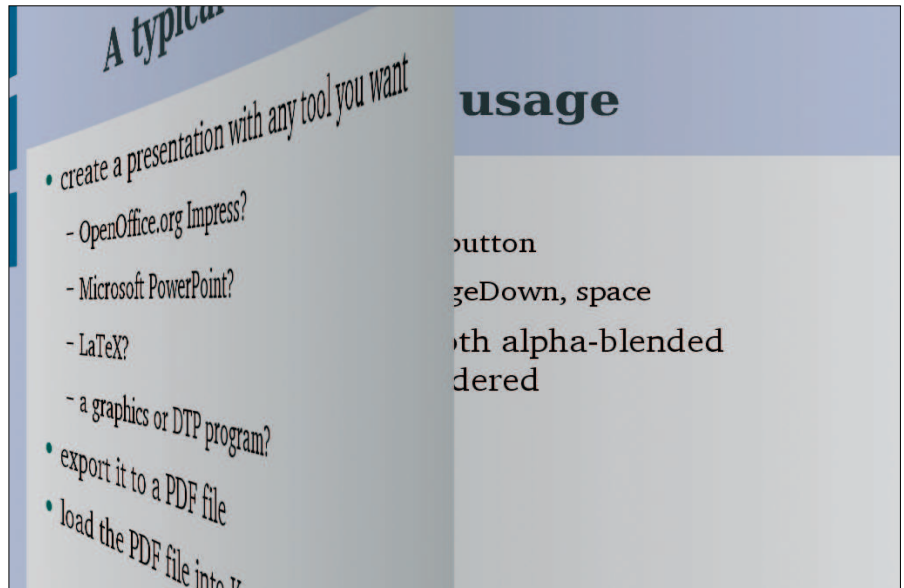 A typical
• create a presentation with any tool you want
– OpenOffice.org Impress?
– Microsoft PowerPoint?
– LaTeX?
– a graphics or DTP program?
• export it to a PDF file
• load the PDF file into
usage
button
geDown, space
oth alpha-blended
dered